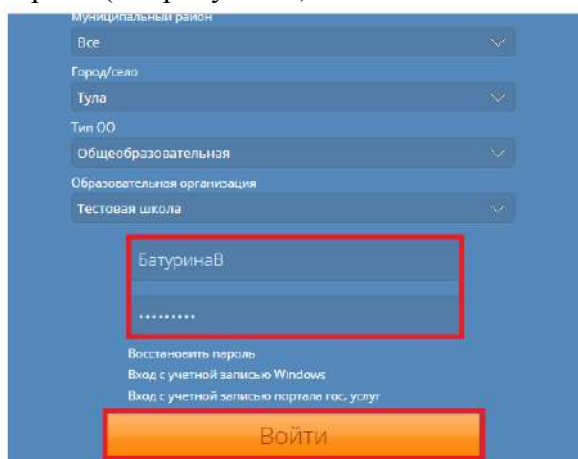 Муниципальный район
Все
Город/село
Тула
Тип ОО
Общеобразовательная
Образовательная организация
Тестовая школа
БатуринаВ
.........
Восстановить пароль
Вход с учетной записью Windows
Вход с учетной записью портала гос. услуг
Войти